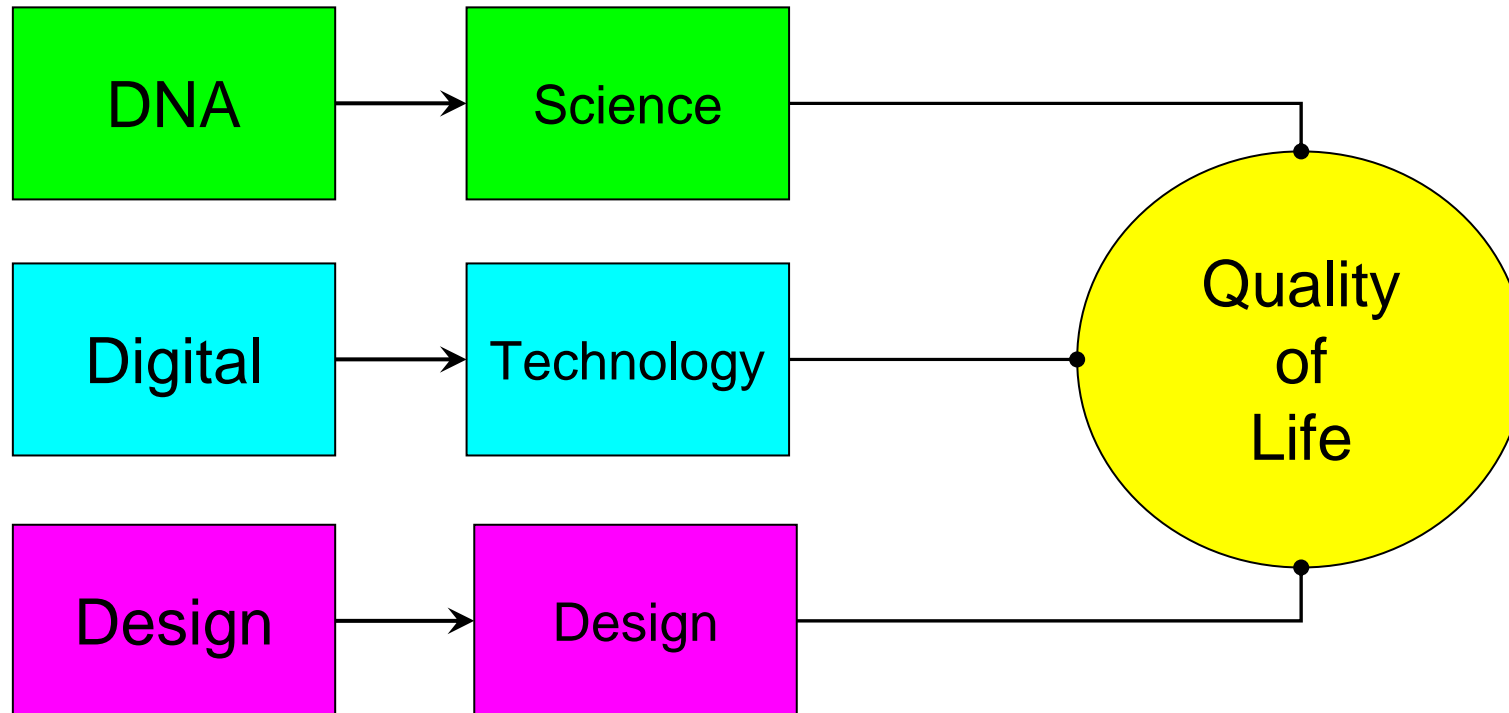 DNA
Science
Digital
Technology
Design
Design
Quality
of
Life